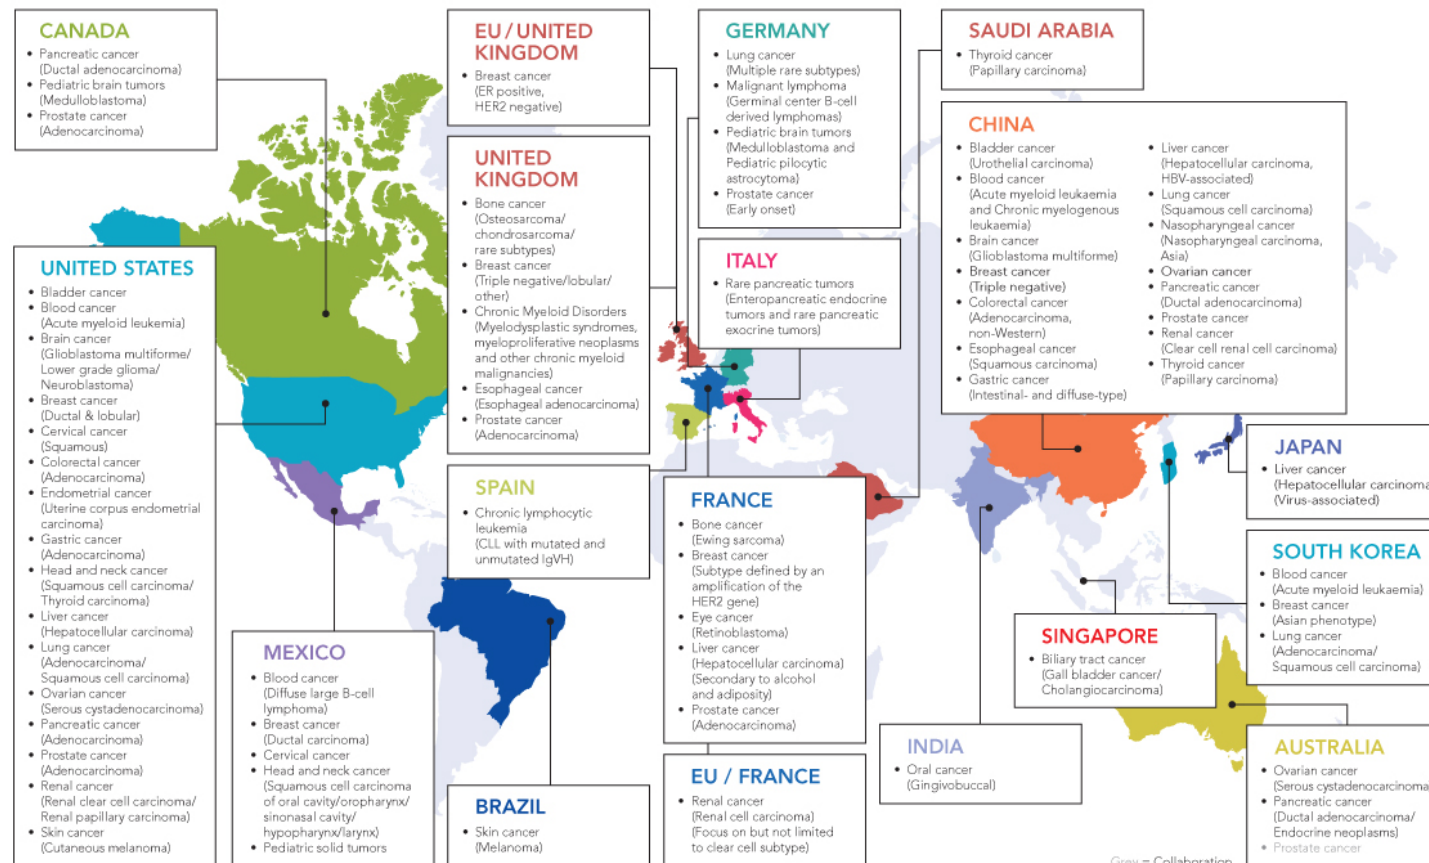 CANADA
• Pancreatic cancer
(Ductal adenocarcinoma)
• Pediatric brain tumors
(Medulloblastoma)
• Prostate cancer
(Adenocarcinoma)
UNITED STATES
• Bladder cancer
• Blood cancer
(Acute myeloid leukemia)
• Brain cancer
(Glioblastoma multiforme/
Lower grade glioma/
Neuroblastoma)
• Breast cancer
(Ductal & lobular)
• Cervical cancer
(Squamous)
• Colorectal cancer
(Adenocarcinoma)
• Endometrial cancer
(Uterine corpus endometrial
carcinoma)
• Gastric cancer
(Adenocarcinoma)
• Head and neck cancer
(Squamous cell carcinoma/
Thyroid carcinoma)
• Liver cancer
(Hepatocellular carcinoma)
• Lung cancer
(Adenocarcinoma/
Squamous cell carcinoma)
• Ovarian cancer
(Serous cystadenocarcinoma)
• Pancreatic cancer
(Adenocarcinoma)
• Prostate cancer
(Adenocarcinoma)
• Renal cancer
(Renal clear cell carcinoma/
Renal papillary carcinoma)
• Skin cancer
(Cutaneous melanoma)
MEXICO
• Blood cancer
(Diffuse large B-cell
lymphoma)
• Breast cancer
(Ductal carcinoma)
• Cervical cancer
• Head and neck cancer
(Squamous cell carcinoma
of oral cavity/oropharynx/
sinonasal cavity/
hypopharynx/larynx)
• Pediatric solid tumors
EU / UNITED
KINGDOM
• Breast cancer
(ER positive,
HER2 negative)
UNITED
KINGDOM
• Bone cancer
(Osteosarcoma/
chondrosarcoma/
rare subtypes)
• Breast cancer
(Triple negative/lobular/
other)
• Chronic Myeloid Disorders
(Myelodysplastic syndromes,
myeloproliferative neoplasms
and other chronic myeloid
malignancies)
• Esophageal cancer
(Esophageal adenocarcinoma)
• Prostate cancer
(Adenocarcinoma)
SPAIN
• Chronic lymphocytic
leukemia
(CLL with mutated and
unmutated IgVH)
BRAZIL
• Skin cancer
(Melanoma)
GERMANY
• Lung cancer
(Multiple rare subtypes)
• Malignant lymphoma
(Germinal center B-cell
derived lymphomas)
• Pediatric brain tumors
(Medulloblastoma and
Pediatric pilocytic
astrocytoma)
• Prostate cancer
(Early onset)
ITALY
• Rare pancreatic tumors
(Enteropancreatic endocrine
tumors and rare pancreatic
exocrine tumors)
FRANCE
• Bone cancer
(Ewing sarcoma)
• Breast cancer
(Subtype defined by an
amplification of the
HER2 gene)
• Eye cancer
(Retinoblastoma)
• Liver cancer
(Hepatocellular carcinoma)
(Secondary to alcohol
and adiposity)
• Prostate cancer
(Adenocarcinoma)
EU / FRANCE
• Renal cancer
(Renal cell carcinoma)
(Focus on but not limited
to clear cell subtype)
SAUDI ARABIA
• Thyroid cancer
(Papillary carcinoma)
CHINA
• Bladder cancer
(Urothelial carcinoma)
• Blood cancer
(Acute myeloid leukaemia
and Chronic myelogenous
leukaemia)
• Brain cancer
(Glioblastoma multiforme)
• Breast cancer
(Triple negative)
• Colorectal cancer
(Adenocarcinoma,
non-Western)
• Esophageal cancer
(Squamous carcinoma)
• Gastric cancer
(Intestinal- and diffuse-type)
• Liver cancer
(Hepatocellular carcinoma,
HBV-associated)
• Lung cancer
(Squamous cell carcinoma)
• Nasopharyngeal cancer
(Nasopharyngeal carcinoma,
Asia)
• Ovarian cancer
• Pancreatic cancer
(Ductal adenocarcinoma)
• Prostate cancer
• Renal cancer
(Clear cell renal cell carcinoma)
• Thyroid cancer
(Papillary carcinoma)
JAPAN
• Liver cancer
(Hepatocellular carcinoma
(Virus-associated)
SOUTH KOREA
• Blood cancer
(Acute myeloid leukaemia)
• Breast cancer
(Asian phenotype)
• Lung cancer
(Adenocarcinoma/
Squamous cell carcinoma)
SINGAPORE
• Biliary tract cancer
(Gall bladder cancer/
Cholangiocarcinoma)
INDIA
• Oral cancer
(Gingivobuccal)
AUSTRALIA
• Ovarian cancer
(Serous cystadenocarcinoma
• Pancreatic cancer
(Ductal adenocarcinoma/
Endocrine neoplasms)
• Prostate cancer
Grey = Collaboration